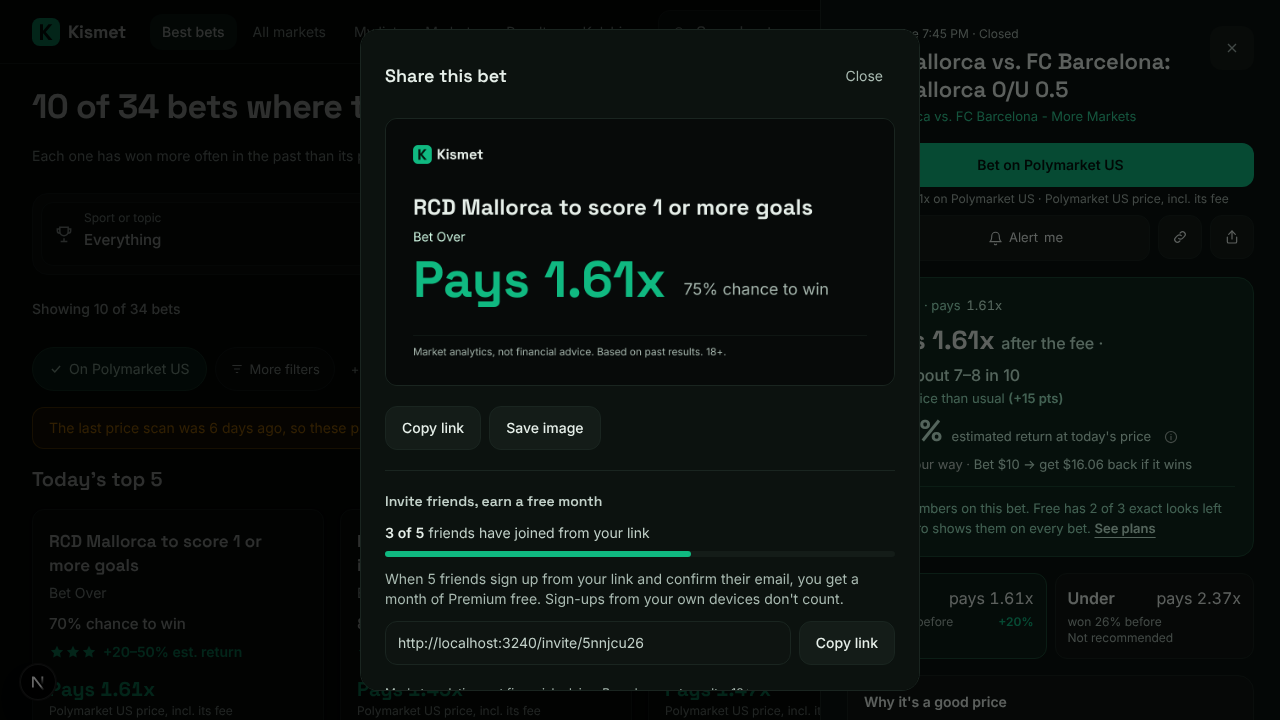 Kismet
Best bets
All markets
10 of 34 bets where t
Each one has won more often in the past than its p
Sport or topic
Everything
Showing 10 of 34 bets
On Polymarket US
More filters
The last price scan was 6 days ago, so these p
Today's top 5
RCD Mallorca to score 1 or
more goals
Bet Over
70% chance to win
★★★ +20–50% est. return
Pays 1.61x
Polymarket US price, incl. its fee
Polymarket US price, incl. its fee
Polymarket US price, incl. it
Share this bet
Close
Kismet
RCD Mallorca to score 1 or more goals
Bet Over
Pays 1.61x
75% chance to win
Market analytics, not financial advice. Based on past results. 18+.
Copy link
Save image
Invite friends, earn a free month
3 of 5 friends have joined from your link
When 5 friends sign up from your link and confirm their email, you get a
month of Premium free. Sign-ups from your own devices don't count.
http://localhost:3240/invite/5nnjcu26
Copy link
e 7:45 PM · Closed
allorca vs. FC Barcelona:
allorca O/U 0.5
ca vs. FC Barcelona - More Markets
Bet on Polymarket US
1x on Polymarket US · Polymarket US price, incl. its fee
Alert me
· pays 1.61x
s 1.61x after the fee ·
bout 7–8 in 10
ice than usual (+15 pts)
% estimated return at today's price
ur way · Bet $10 → get $16.06 back if it wins
mbers on this bet. Free has 2 of 3 exact looks left
o shows them on every bet. See plans
pays 1.61x
before
+20%
Under
pays 2.37x
won 26% before
Not recommended
Why it's a good price